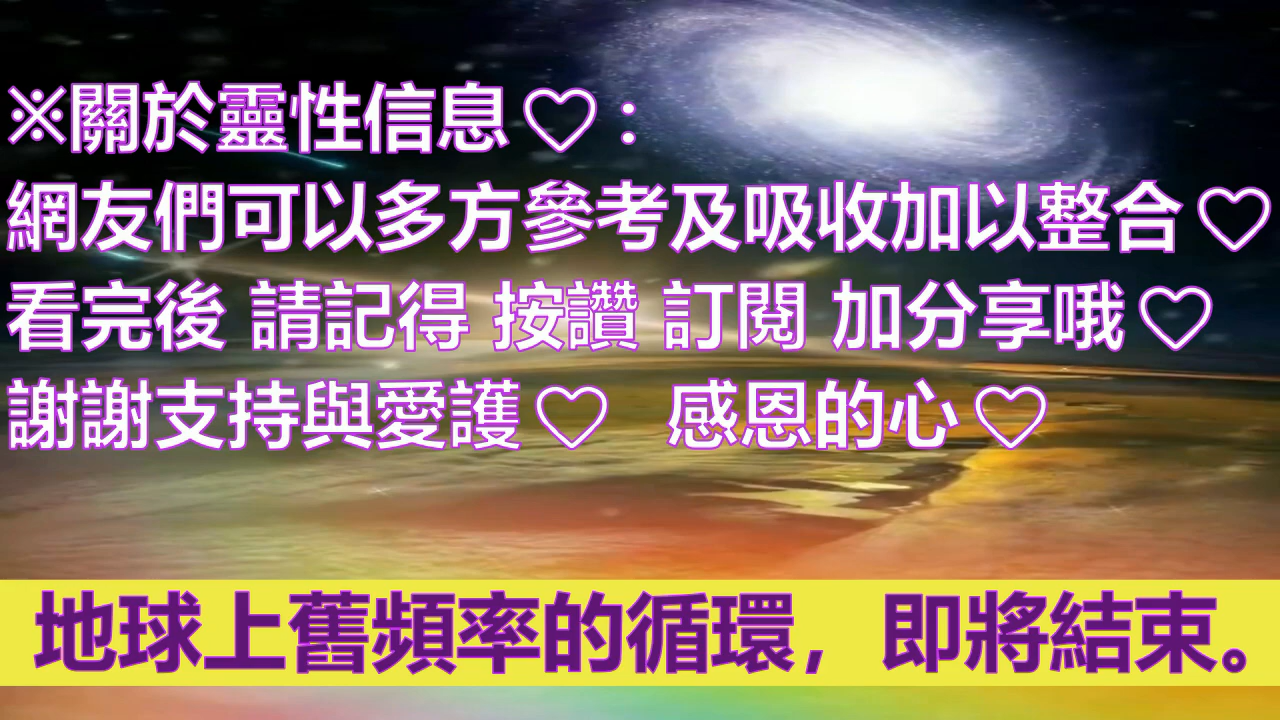 ※關於靈性信息♡:
網友們可以多方參考及吸收加以整合♡
看完後 請記得 按讚 訂閱 加分享哦♡
謝謝支持與愛護♡ 感恩的心♡
地球上舊頻率的循環，即將結束。